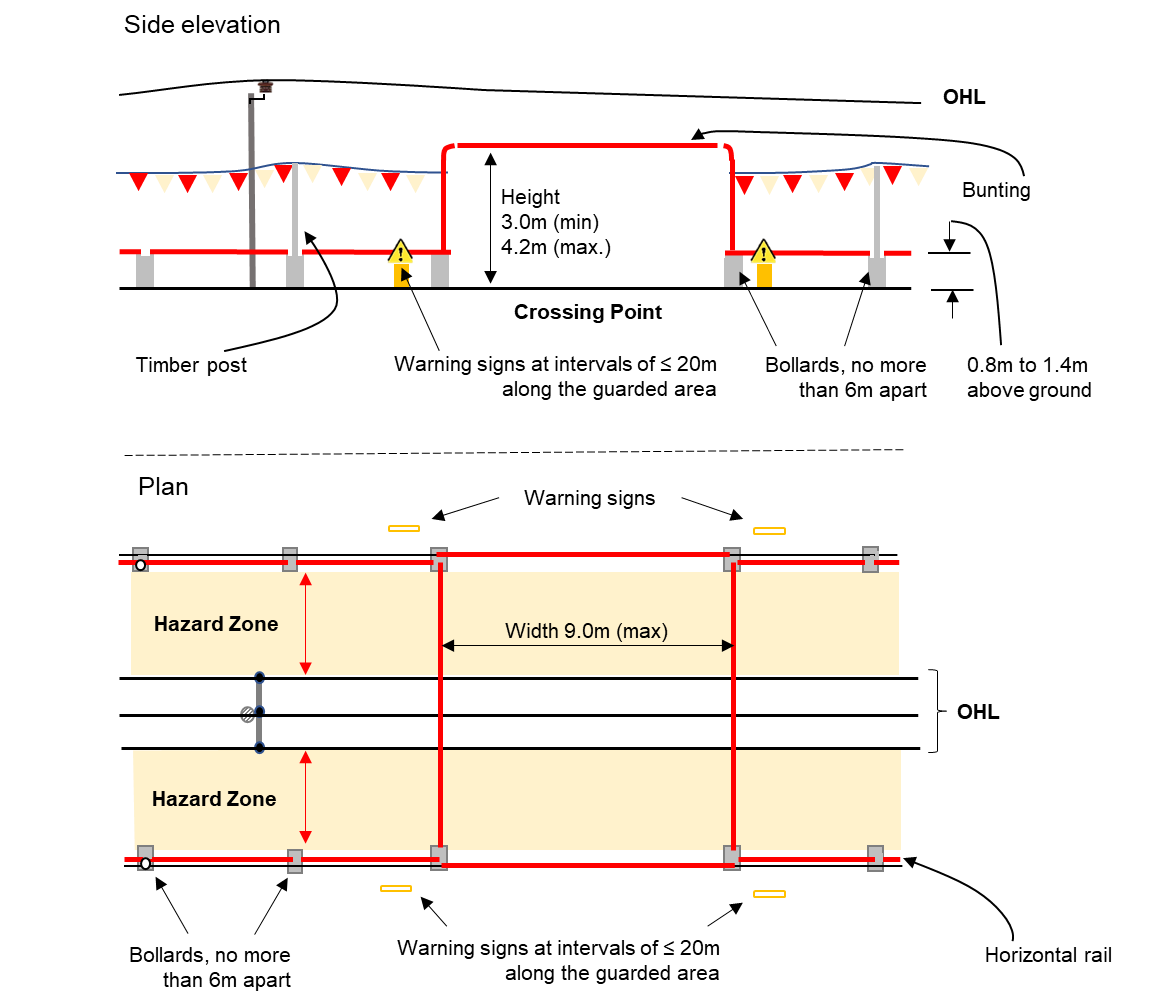 Side elevation
OHL
Bunting
Height
3.0m (min)
4.2m (max.)
!
!
Crossing Point
Timber post
Warning signs at intervals of ≤ 20m
along the guarded area
Bollards, no more
than 6m apart
0.8m to 1.4m
above ground
Plan
Warning signs
Hazard Zone
Width 9.0m (max)
OHL
Hazard Zone
Bollards, no more
than 6m apart
Warning signs at intervals of ≤ 20m
along the guarded area
Horizontal rail